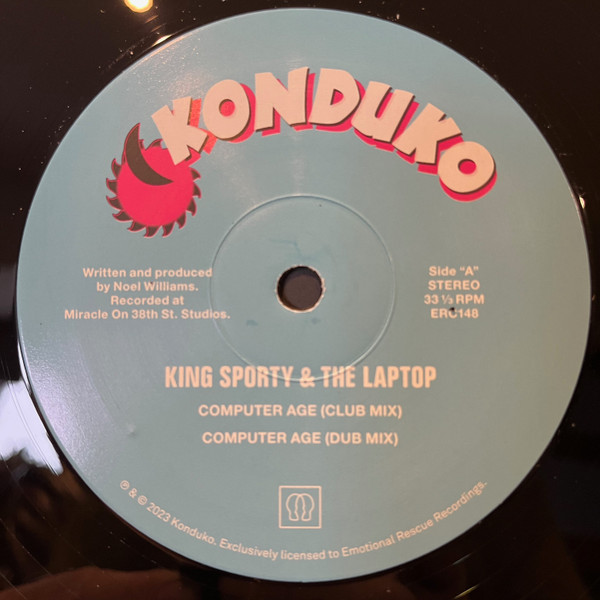 KONDUKO
Written and produced
by Noel Williams.
Recorded at
Miracle On 38th St. Studios.
Side "A"
STEREO
33 ⅓ RPM
ERC148
KING SPORTY & THE LAPTOP
COMPUTER AGE (CLUB MIX)
COMPUTER AGE (DUB MIX)
℗ & © 2023 Konduko. Exclusively licensed to Emotional Rescue Recordings.